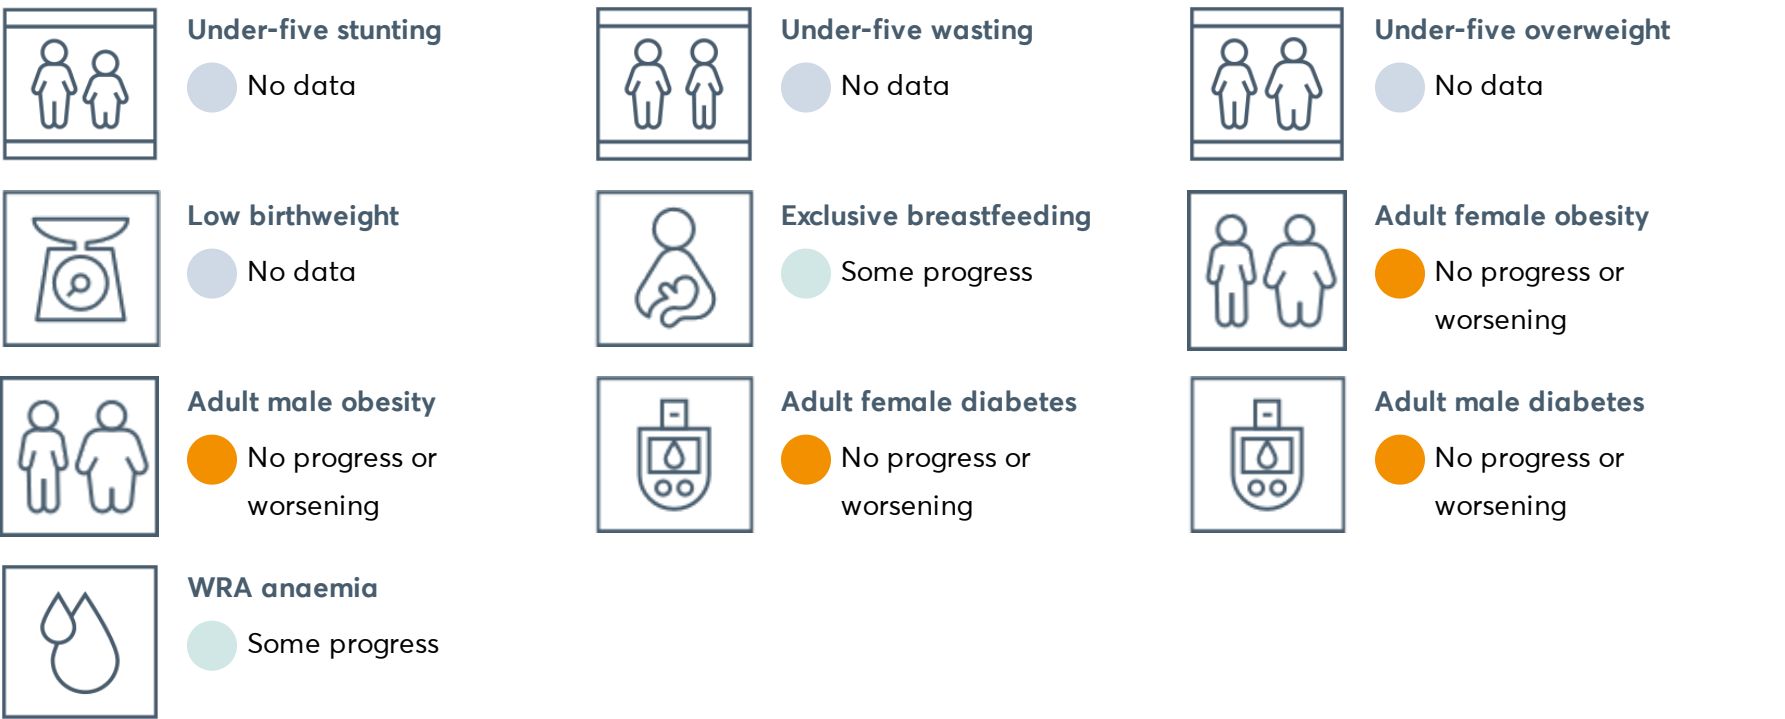 Under-five stunting
No data
Under-five wasting
No data
Under-five overweight
No data
Low birthweight
No data
Exclusive breastfeeding
Some progress
Adult female obesity
No progress or
worsening
Adult male obesity
No progress or
worsening
Adult female diabetes
No progress or
worsening
Adult male diabetes
No progress or
worsening
WRA anaemia
Some progress